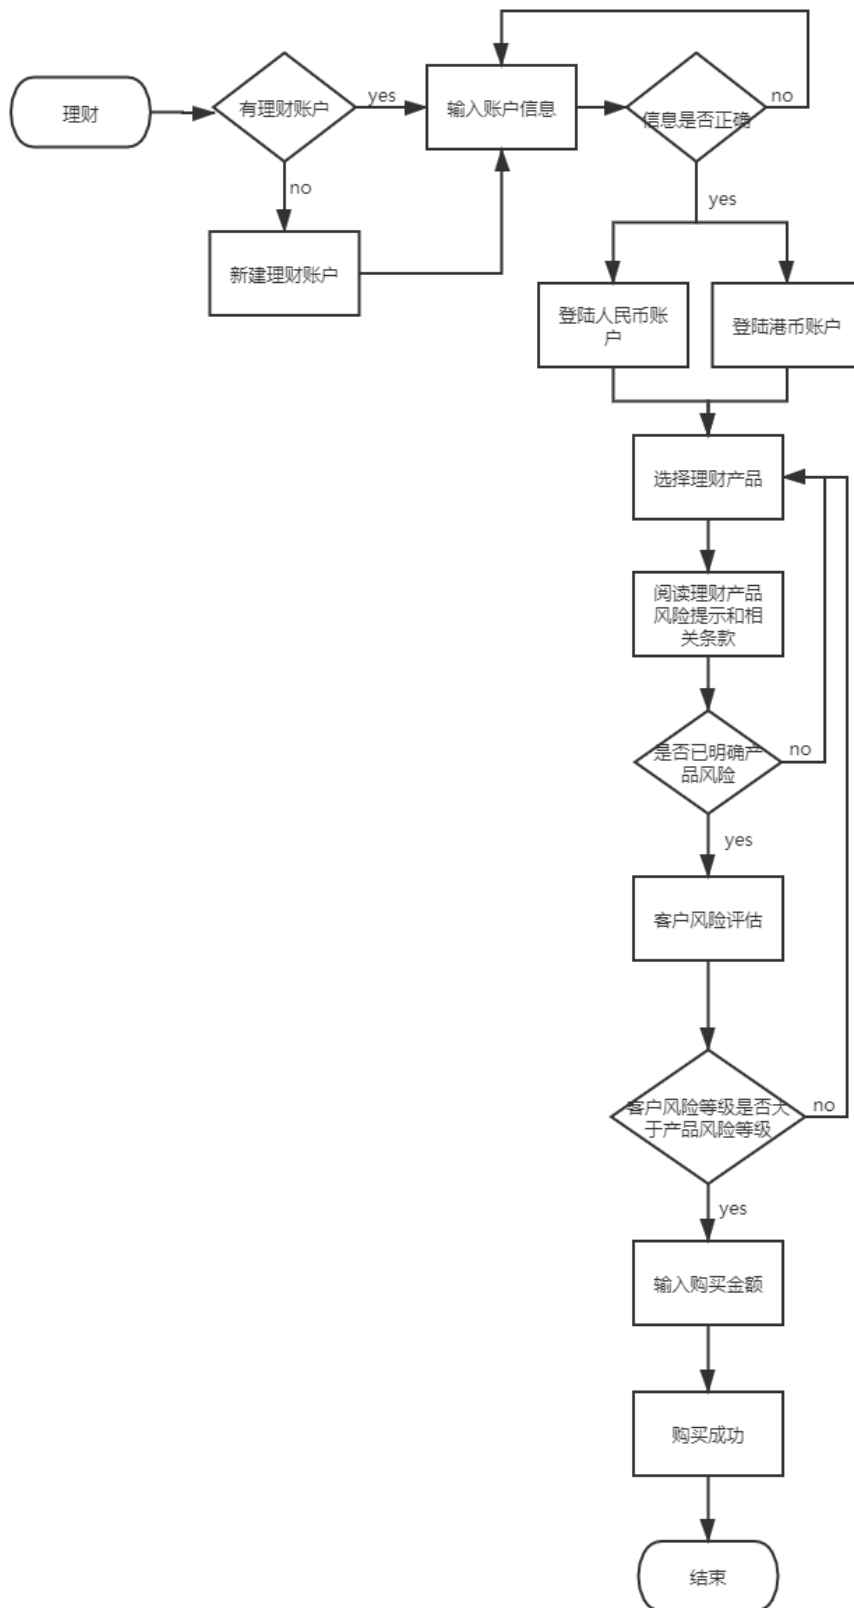 理财
有理财账户
yes
输入账户信息
信息是否正确
no
no
yes
新建理财账户
登陆人民币账
户
登陆港币账户
选择理财产品
阅读理财产品
风险提示和相
关条款
是否已明确产
品风险
no
yes
客户风险评估
客户风险等级是否大
于产品风险等级
no
yes
输入购买金额
购买成功
结束